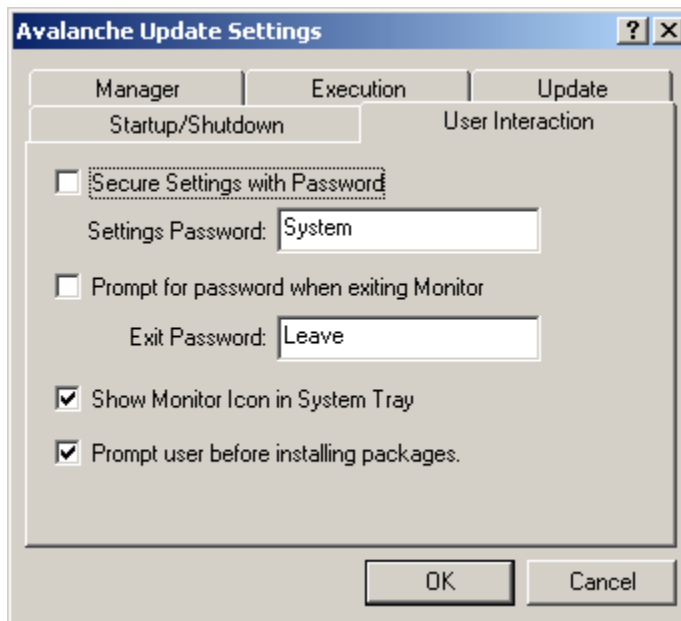 Avalanche Update Settings
Manager Execution Update
Startup/Shutdown User Interaction
Secure Settings with Password
Settings Password: System
Prompt for password when exiting Monitor
Exit Password: Leave
Show Monitor Icon in System Tray
Prompt user before installing packages.
OK Cancel